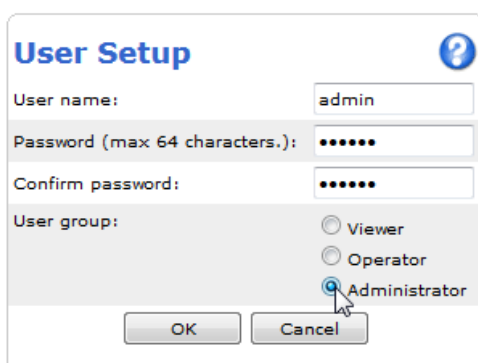 User Setup
User name: admin
Password (max 64 characters.): ••••••
Confirm password: ••••••
User group: Viewer
Operator
Administrator
OK Cancel